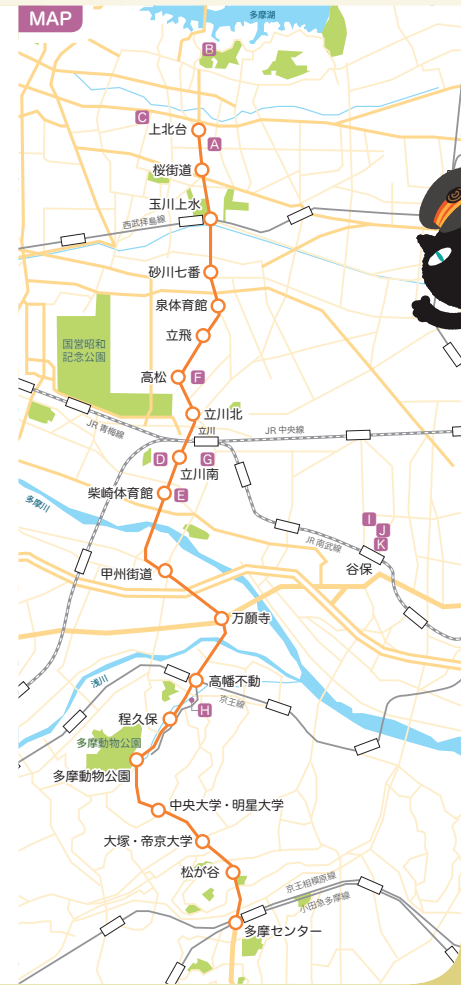 MAP
多摩湖
B
C
上北台
A
桜街道
玉川上水
西武拝島線
砂川七番
泉体育館
立飛
国営昭和
記念公園
高松
F
立川北
JR 青梅線
立川
JR 中央線
D
G
立川南
柴崎体育館
E
多摩川
I
J
K
JR 南武線
谷保
甲州街道
万願寺
浅川
高幡不動
京王線
H
程久保
多摩動物公園
多摩動物公園
中央大学・明星大学
大塚・帝京大学
松が谷
京王相模原線
小田急多摩線
多摩センター